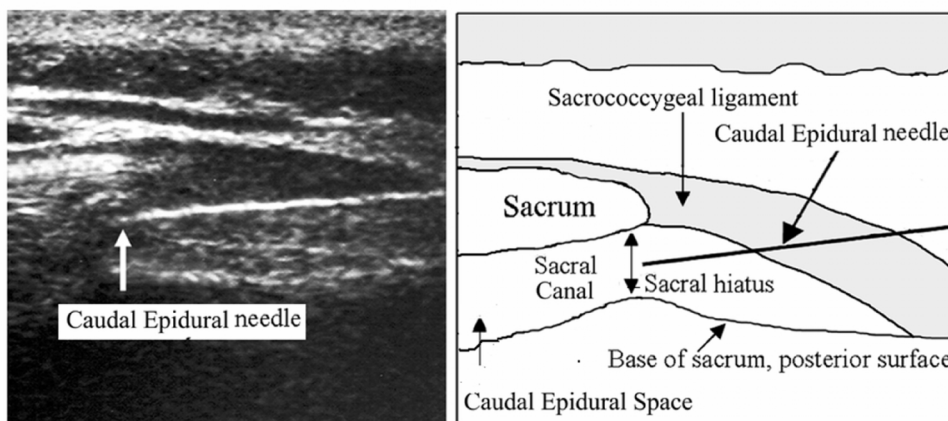 Caudal Epidural needle
Sacrococcygeal ligament
Caudal Epidural needle
Sacrum
Sacral
Canal
Sacral hiatus
Base of sacrum, posterior surface
Caudal Epidural Space